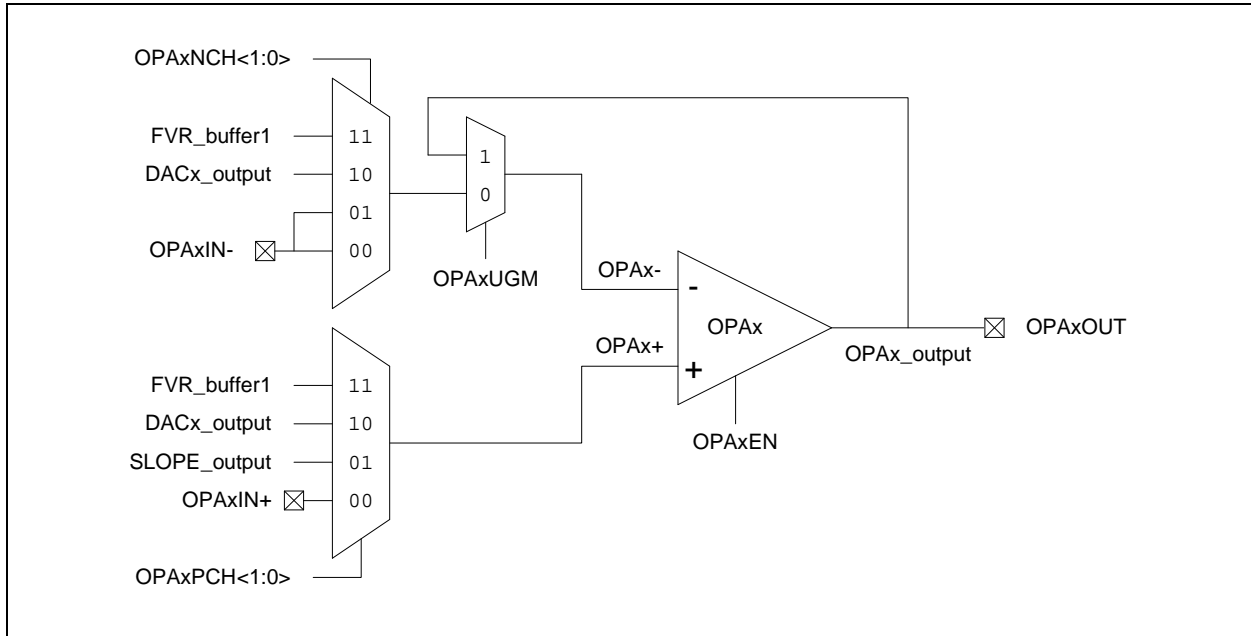 OPAxNCH<1:0>
FVR_buffer1
11
DACx_output
10
01
OPAxIN-
00
1
0
OPAxUGM
OPAx-
-
OPAx
OPAxOUT
OPAx_output
OPAx+
+
OPAxEN
FVR_buffer1
11
DACx_output
10
SLOPE_output
01
OPAxIN+
00
OPAxPCH<1:0>